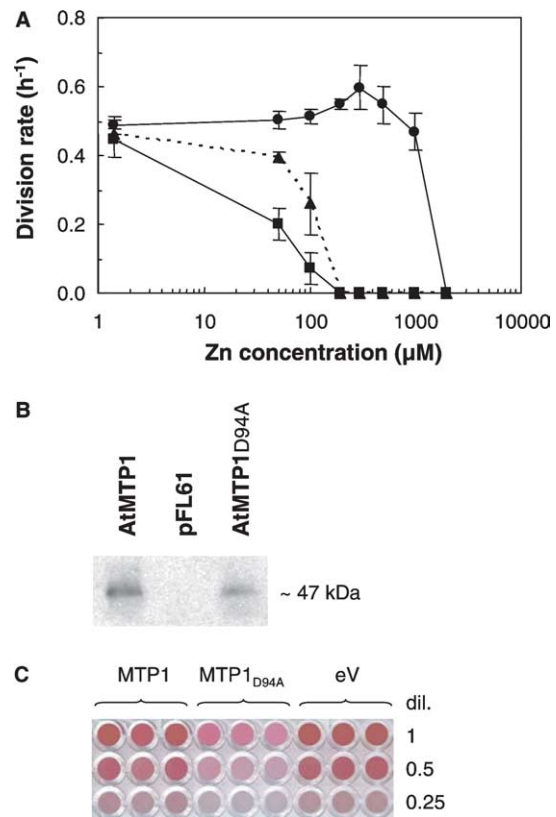 A
0.8
0.6
0.4
0.2
0.0
Division rate (h-1)
1 10 100 1000 10000
Zn concentration (µM)
B
AtMTP1
pFL61
AtMTP1D94A
~ 47 kDa
C
MTP1 MTP1D94A eV
dil.
1
0.5
0.25